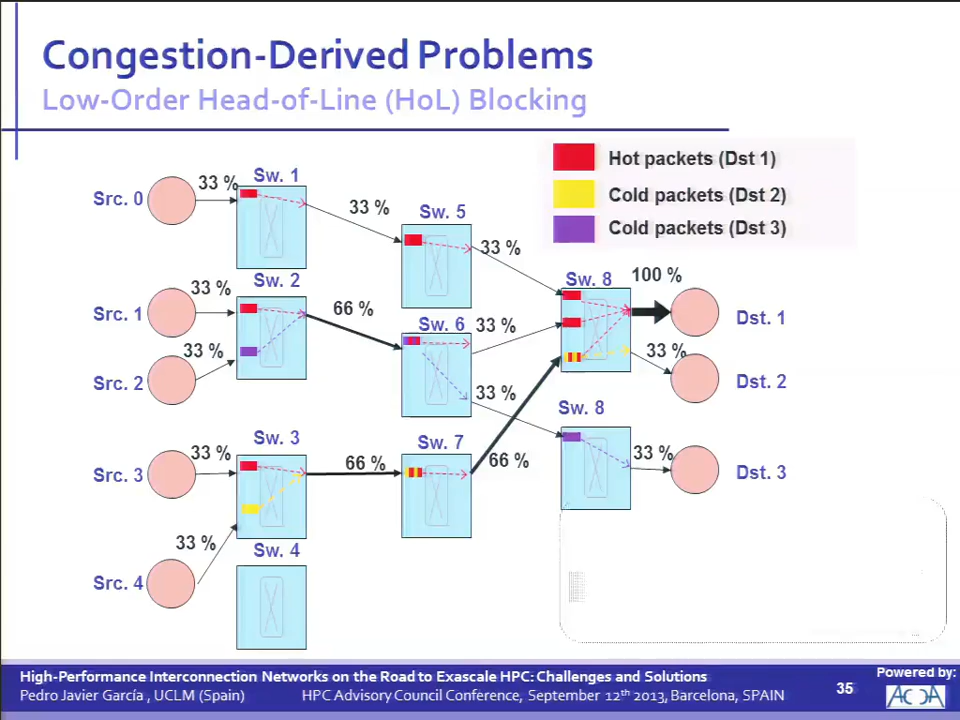 Congestion-Derived Problems
Low-Order Head-of-Line (HoL) Blocking
Hot packets (Dst 1)
Cold packets (Dst 2)
Cold packets (Dst 3)
Src. 0
33 %
Sw. 1
33 %
Sw. 5
33 %
Sw. 8
100 %
Dst. 1
Src. 1
33 %
Sw. 2
66 %
Sw. 6
33 %
33 %
Dst. 2
Src. 2
33 %
33 %
Sw. 8
33 %
Dst. 3
Src. 3
33 %
Sw. 3
66 %
Sw. 7
66 %
Src. 4
33 %
Sw. 4
High-Performance Interconnection Networks on the Road to Exascale HPC: Challenges and Solutions
Pedro Javier García , UCLM (Spain) HPC Advisory Council Conference, September 12th 2013, Barcelona, SPAIN
35
Powered by: